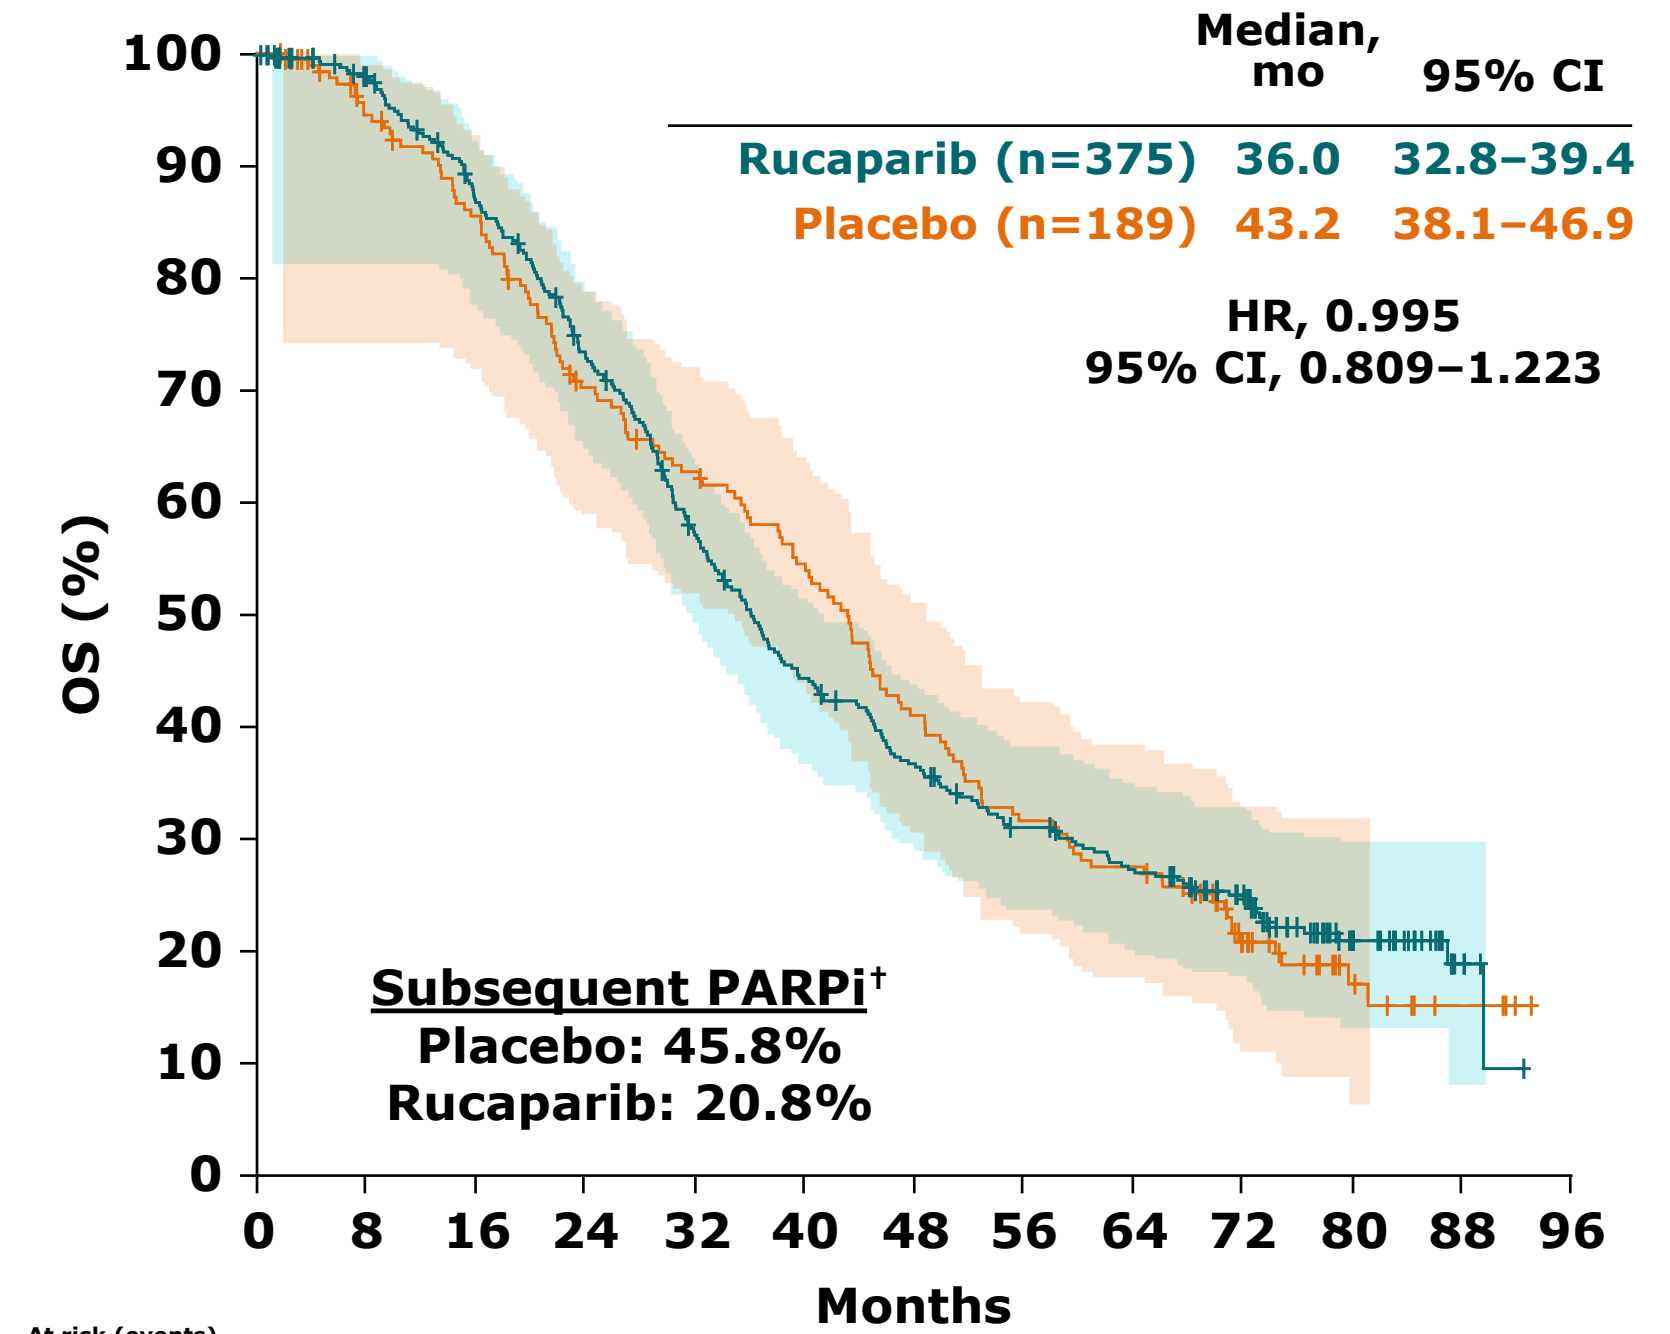 Median,
mo 95% CI
Rucaparib (n=375) 36.0 32.8–39.4
Placebo (n=189) 43.2 38.1–46.9
HR, 0.995
95% CI, 0.809–1.223
OS (%)
100
90
80
70
60
50
40
30
20
10
0
Subsequent PARPi†
Placebo: 45.8%
Rucaparib: 20.8%
0 8 16 24 32 40 48 56 64 72 80 88 96
Months
At risk (events)